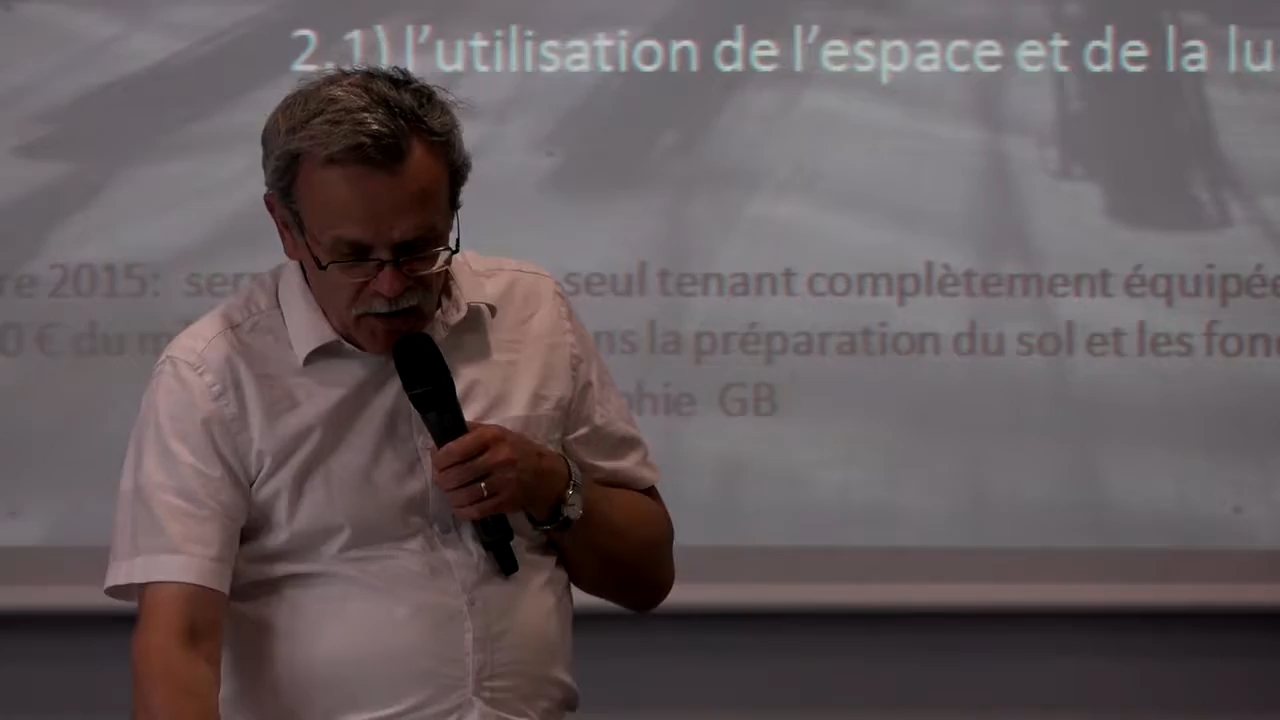 2.1) l'utilisation de l'espace et de la lu
re 2015: serr seul tenant complètement équipée
0 € du m ns la préparation du sol et les fond
phie GB